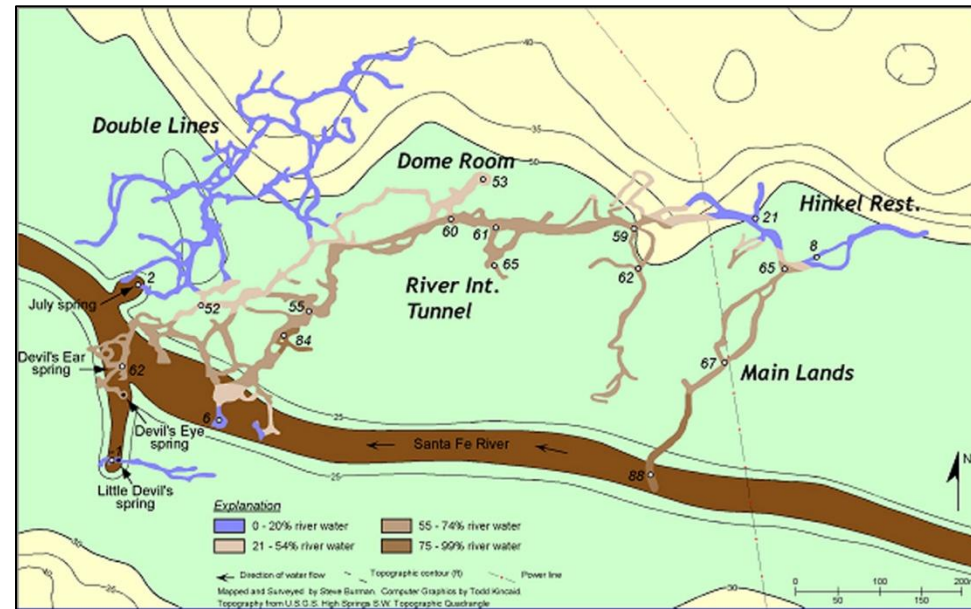 Double Lines
40
35
30
Dome Room
53
60
61
59
21
Hinkel Rest.
8
65
65
62
River Int.
Tunnel
2
July spring
52
55
84
Devil's Ear
spring
62
67
Main Lands
6
25
Devil's Eye
spring
Santa Fe River
1
25
88
N
Little Devil's
spring
Explanation
0 - 20% river water
55 - 74% river water
21 - 54% river water
75 - 99% river water
Direction of water flow
Topographic contour (ft)
Power line
Mapped and Surveyed by Steve Burman. Computer Graphics by Todd Kincaid.
Topography from U.S.G.S. High Springs S.W. Topographic Quadrangle
30
0 100 200